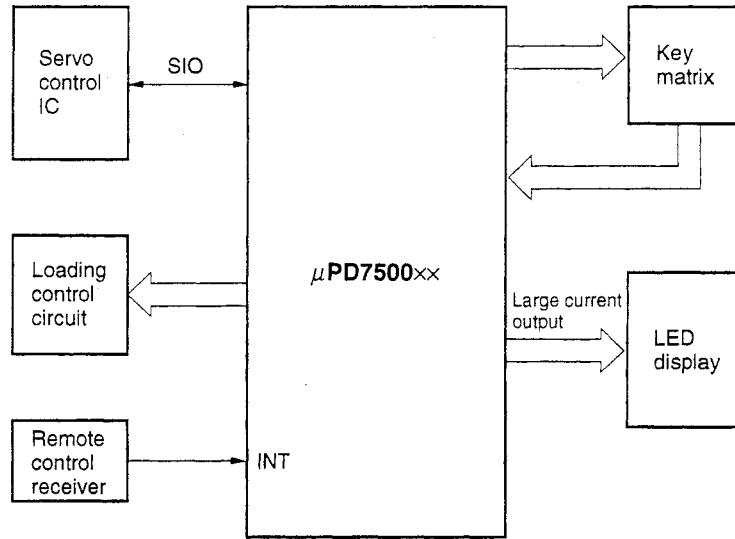 Servo
control
IC
SIO
Key
matrix
Loading
control
circuit
μPD7500××
Large current
output
LED
display
Remote
control
receiver
INT